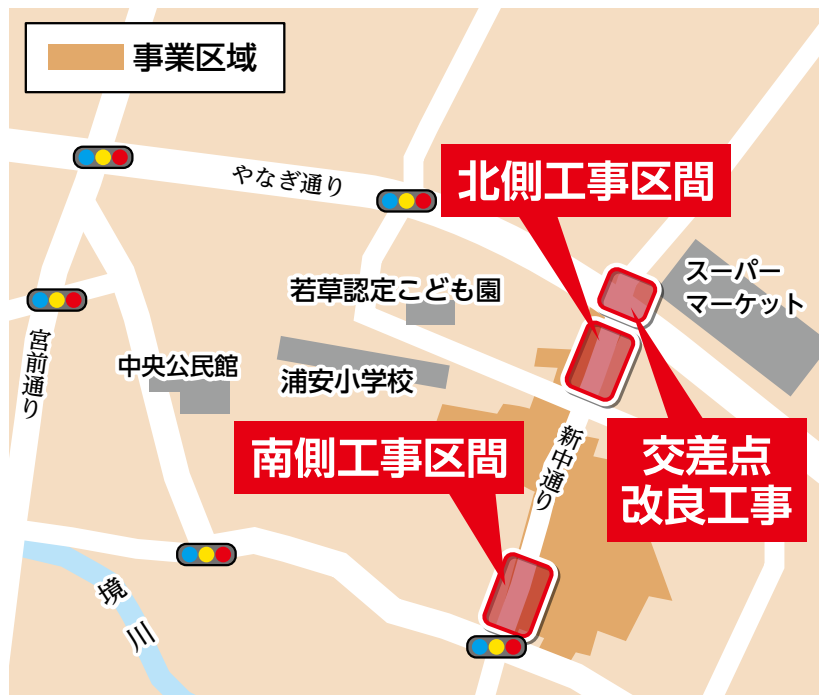 事業区域
やなぎ通り
北側工事区間
スーパー
マーケット
若草認定こども園
宮前通り
中央公民館
浦安小学校
新中通り
南側工事区間
交差点
改良工事
境川